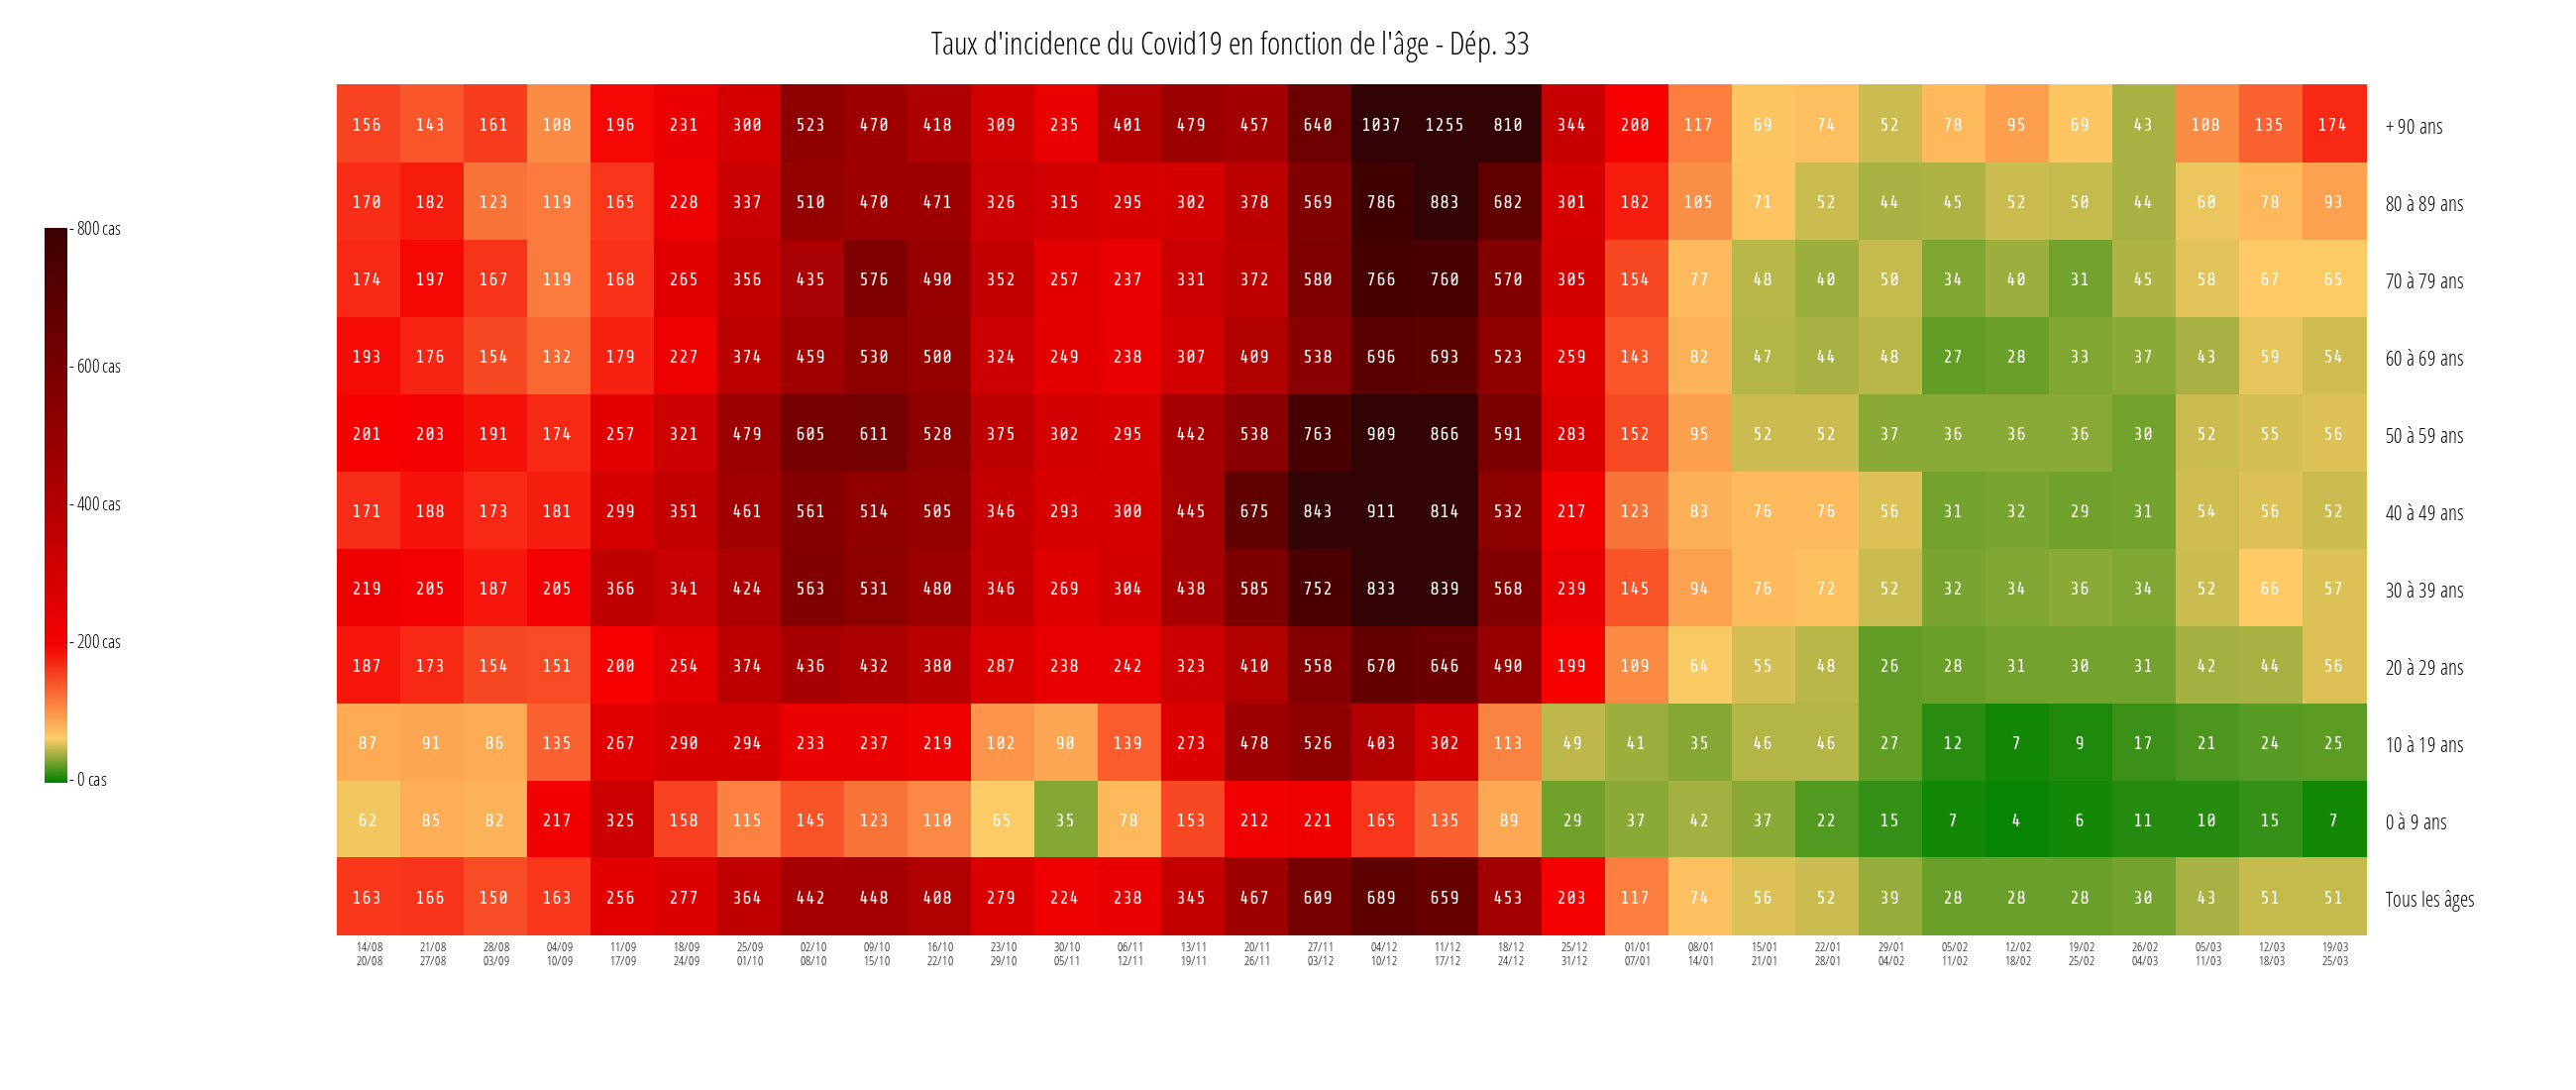 Taux d'incidence du Covid19 en fonction de l'âge - Dép. 33
- 800 cas
- 600 cas
- 400 cas
- 200 cas
- 0 cas
156 143 161 108 196 231 300 523 470 418 309 235 401 479 457 640 1037 1255 810 344 200 117 69 74 52 78 95 69 43 108 135 174 + 90 ans
170 182 123 119 165 228 337 510 470 471 326 315 295 302 378 569 786 883 682 301 182 105 71 52 44 45 52 50 44 60 78 93 80 à 89 ans
174 197 167 119 168 265 356 435 576 490 352 257 237 331 372 580 766 760 570 305 154 77 48 40 50 34 40 31 45 58 67 65 70 à 79 ans
193 176 154 132 179 227 374 459 530 500 324 249 238 307 409 538 696 693 523 259 143 82 47 44 48 27 28 33 37 43 59 54 60 à 69 ans
201 203 191 174 257 321 479 605 611 528 375 302 295 442 538 763 909 866 591 283 152 95 52 52 37 36 36 36 30 52 55 56 50 à 59 ans
171 188 173 181 299 351 461 561 514 505 346 293 300 445 675 843 911 814 532 217 123 83 76 76 56 31 32 29 31 54 56 52 40 à 49 ans
219 205 187 205 366 341 424 563 531 480 346 269 304 438 585 752 833 839 568 239 145 94 76 72 52 32 34 36 34 52 66 57 30 à 39 ans
187 173 154 151 200 254 374 436 432 380 287 238 242 323 410 558 670 646 490 199 109 64 55 48 26 28 31 30 31 42 44 56 20 à 29 ans
87 91 86 135 267 290 294 233 237 219 102 90 139 273 478 526 403 302 113 49 41 35 46 46 27 12 7 9 17 21 24 25 10 à 19 ans
62 85 82 217 325 158 115 145 123 110 65 35 78 153 212 221 165 135 89 29 37 42 37 22 15 7 4 6 11 10 15 7 0 à 9 ans
163 166 150 163 256 277 364 442 448 408 279 224 238 345 467 609 689 659 453 203 117 74 56 52 39 28 28 28 30 43 51 51 Tous les âges
14/08 21/08 28/08 04/09 11/09 18/09 25/09 02/10 09/10 16/10 23/10 30/10 06/11 13/11 20/11 27/11 04/12 11/12 18/12 25/12 01/01 08/01 15/01 22/01 29/01 05/02 12/02 19/02 26/02 05/03 12/03 19/03
20/08 27/08 03/09 10/09 17/09 24/09 01/10 08/10 15/10 22/10 29/10 05/11 12/11 19/11 26/11 03/12 10/12 17/12 24/12 31/12 07/01 14/01 21/01 28/01 04/02 11/02 18/02 25/02 04/03 11/03 18/03 25/03